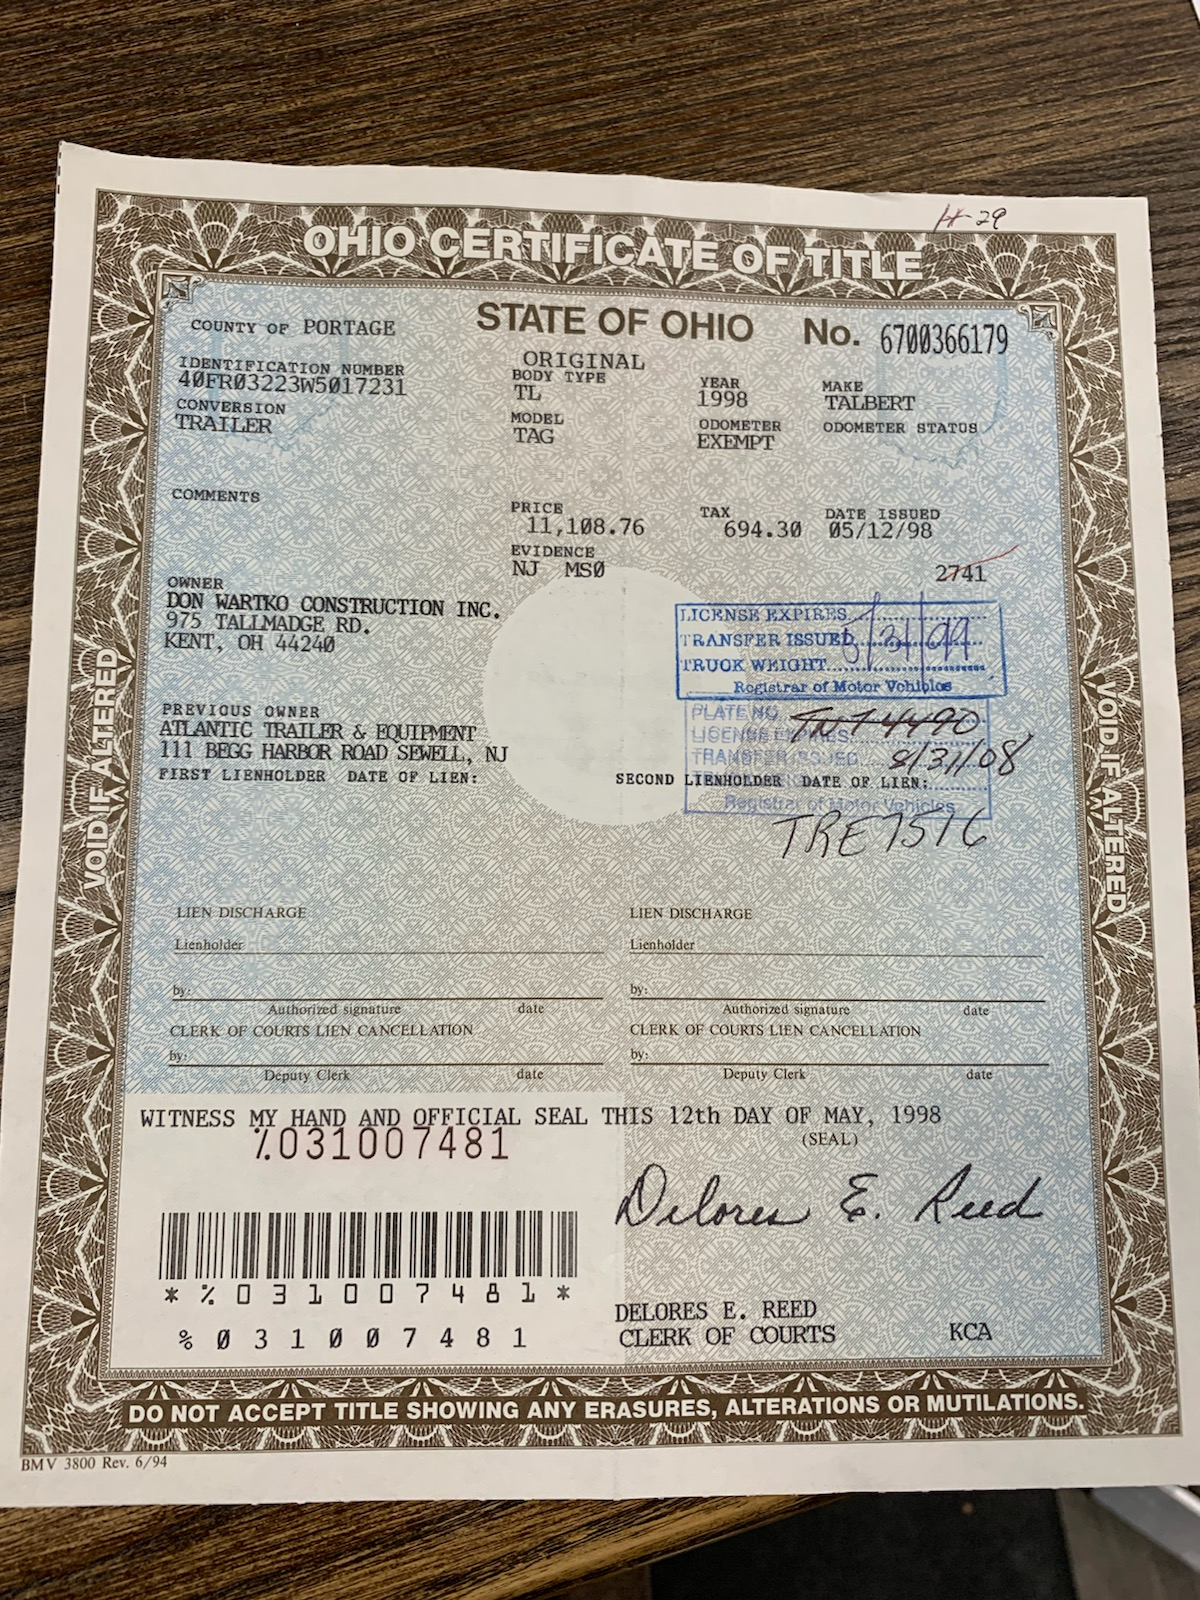 H-29
OHIO CERTIFICATE OF TITLE
STATE OF OHIO No. 6700366179
COUNTY OF PORTAGE
ORIGINAL
IDENTIFICATION NUMBER BODY TYPE YEAR MAKE
40FR03223W5017231 TL 1998 TALBERT
CONVERSION MODEL ODOMETER ODOMETER STATUS
TRAILER TAG EXEMPT
COMMENTS PRICE TAX DATE ISSUED
11,108.76 694.30 05/12/98
EVIDENCE
NJ MSO
2741
OWNER
DON WARTKO CONSTRUCTION INC.
975 TALLMADGE RD.
KENT, OH 44240
LICENSE EXPIRES
TRANSFER ISSUED 5/31/99
TRUCK WEIGHT
Registrar of Motor Vehicles
PREVIOUS OWNER
ATLANTIC TRAILER & EQUIPMENT
111 BEGG HARBOR ROAD SEWELL, NJ
PLATE NO. 4490
LICENSE EXPIRES
TRANSFER ISSUED 8/31/08
FIRST LIENHOLDER DATE OF LIEN: SECOND LIENHOLDER DATE OF LIEN:
Registrar of Motor Vehicles
TRE7516
LIEN DISCHARGE LIEN DISCHARGE
Lienholder Lienholder
by: by:
Authorized signature date Authorized signature date
CLERK OF COURTS LIEN CANCELLATION CLERK OF COURTS LIEN CANCELLATION
by: by:
Deputy Clerk date Deputy Clerk date
WITNESS MY HAND AND OFFICIAL SEAL THIS 12th DAY OF MAY, 1998
%031007481
(SEAL)
Delores E. Reed
*%031007481*
%031007481
DELORES E. REED
CLERK OF COURTS KCA
VOID IF ALTERED
VOID IF ALTERED
DO NOT ACCEPT TITLE SHOWING ANY ERASURES, ALTERATIONS OR MUTILATIONS.
BMV 3800 Rev. 6/94